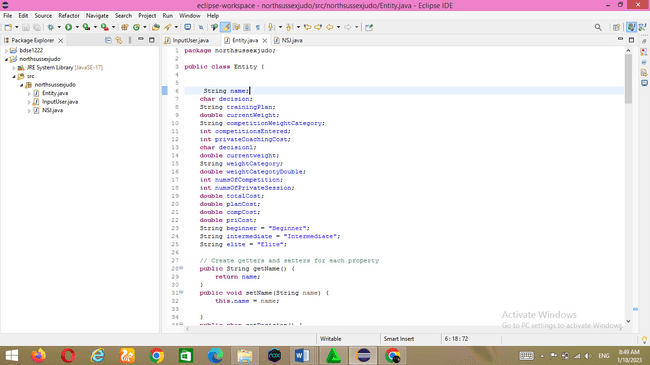 eclipse-workspace - northsussexjudo/src/northsussexjudo/Entity.java - Eclipse IDE
File Edit Source Refactor Navigate Search Project Run Window Help
Package Explorer
InputUser.java Entity.java NSJ.java
bdse1222
northsussexjudo
JRE System Library [JavaSE-17]
src
northsussexjudo
Entity.java
InputUser.java
NSJ.java
1 package northsussexjudo;
2
3 public class Entity {
4
5
6 String name;
7 char decision;
8 String trainingPlan;
9 double currentWeight;
10 String competitionWeightCategory;
11 int competitionsEntered;
12 int privateCoachingCost;
13 char decision1;
14 double currentweight;
15 String weightCategory;
16 double weightCategotyDouble;
17 int numsOfCompetition;
18 int numsOfPrivateSession;
19 double totalCost;
20 double planCost;
21 double compCost;
22 double priCost;
23 String beginner = "Beginner";
24 String intermediate = "Intermediate";
25 String elite = "Elite";
26
27 // Create getters and setters for each property
28 public String getName() {
29 return name;
30 }
31 public void setName(String name) {
32 this.name = name;
33
34 }
Activate Windows
Go to PC settings to activate Windows.
Writable Smart Insert 6 : 18 : 72
ENG
8:49 AM
1/18/2023